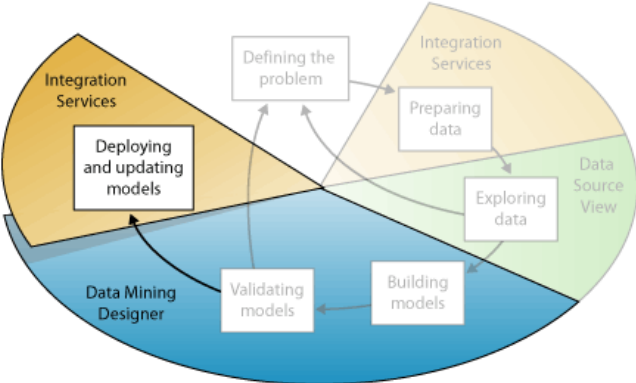 Defining the
problem
Integration
Services
Preparing
data
Data
Source
View
Exploring
data
Building
models
Validating
models
Data Mining
Designer
Integration
Services
Deploying
and updating
models